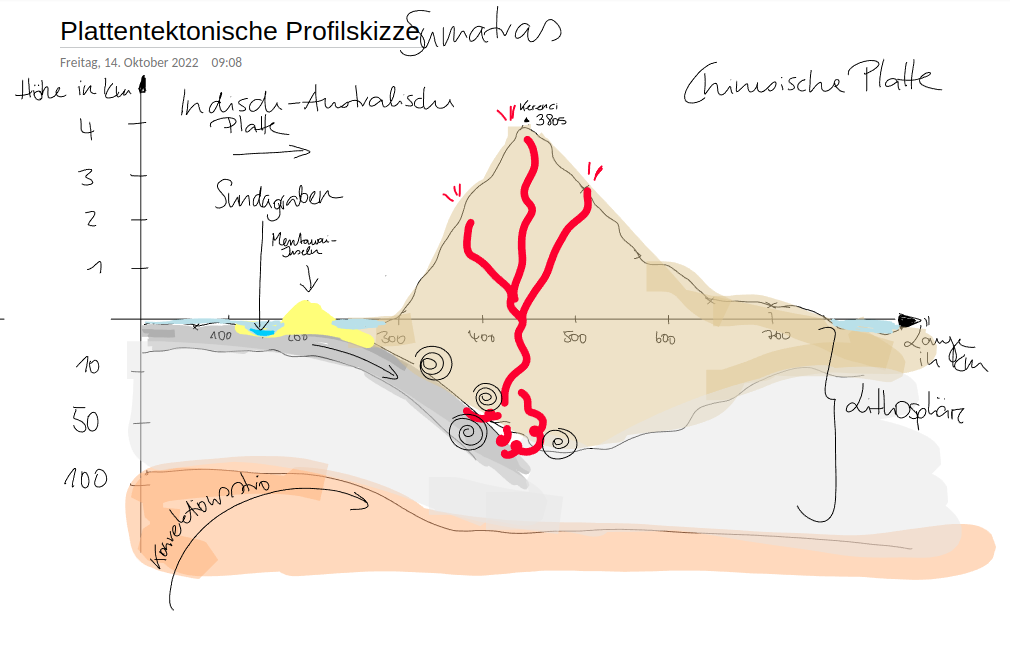 Plattentektonische Profilskizze Sumatras
Freitag, 14. Oktober 2022 09:08
Höhe in km
Indisch-Australische
Platte
Chinesische Platte
Kerenci
3805
4
3
2
1
Sundagraben
Mentawai-
Inseln
100 200 300 400 500 600 700
Länge
in km
10
50
100
Lithosphäre